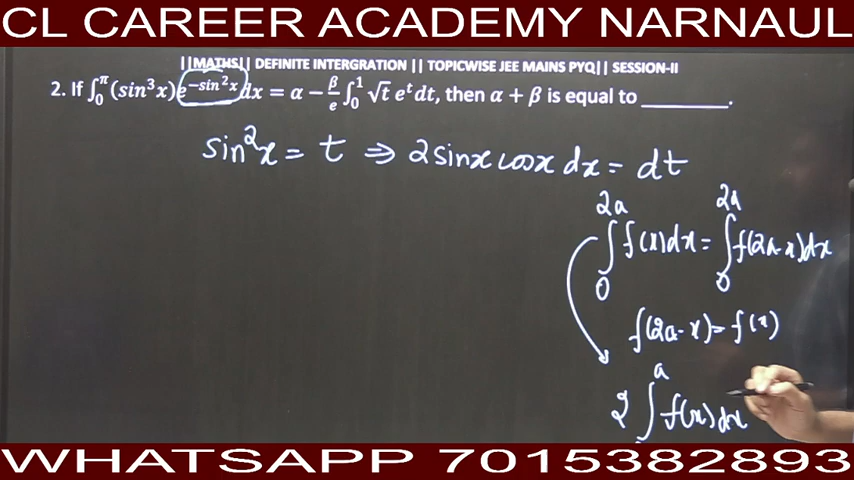 CL CAREER ACADEMY NARNAUL
||MATHS|| DEFINITE INTERGRATION || TOPICWISE JEE MAINS PYQ|| SESSION-II
2. If ∫₀^π (sin³x)e^(−sin²x) dx = α − β/e ∫₀¹ √t e^t dt, then α + β is equal to ________.
sin²x = t ⇒ 2 sinx cosx dx = dt
∫₀^2a f(x)dx = ∫₀^2a f(2a-x)dx
f(2a-x) = f(x)
2 ∫^a f(x)dx
WHATSAPP 7015382893